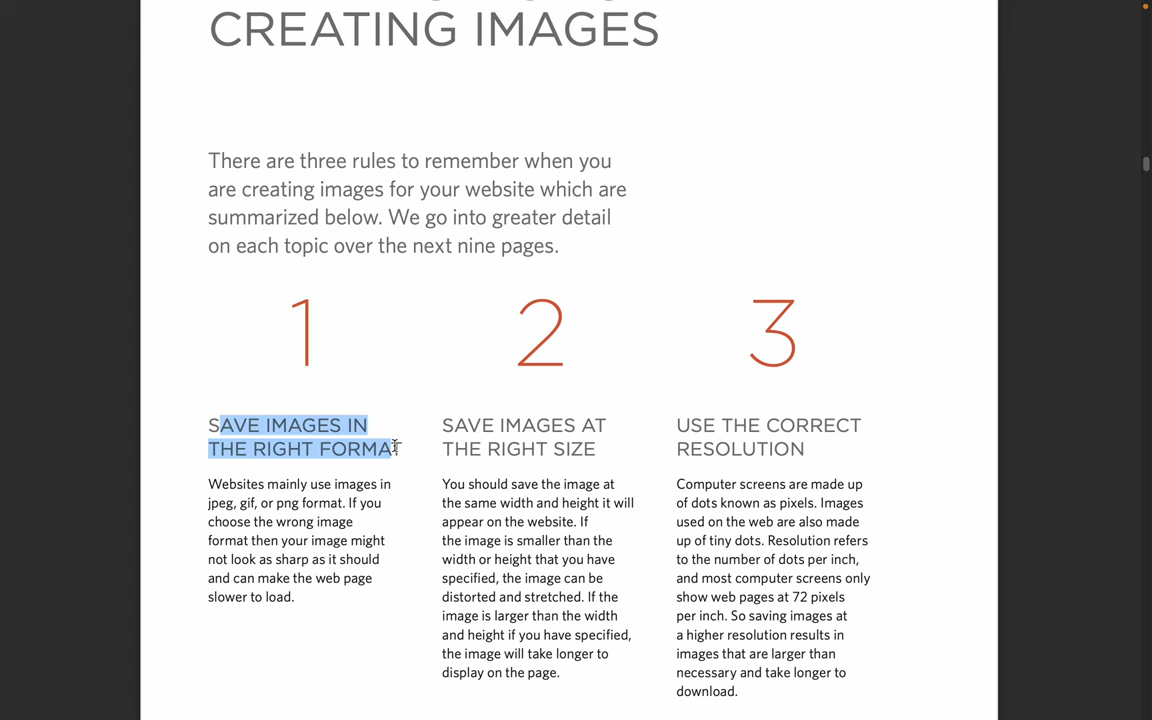 CREATING IMAGES
There are three rules to remember when you
are creating images for your website which are
summarized below. We go into greater detail
on each topic over the next nine pages.
1
2
3
SAVE IMAGES IN
THE RIGHT FORMAT
Websites mainly use images in
jpeg, gif, or png format. If you
choose the wrong image
format then your image might
not look as sharp as it should
and can make the web page
slower to load.
SAVE IMAGES AT
THE RIGHT SIZE
You should save the image at
the same width and height it will
appear on the website. If
the image is smaller than the
width or height that you have
specified, the image can be
distorted and stretched. If the
image is larger than the width
and height if you have specified,
the image will take longer to
display on the page.
USE THE CORRECT
RESOLUTION
Computer screens are made up
of dots known as pixels. Images
used on the web are also made
up of tiny dots. Resolution refers
to the number of dots per inch,
and most computer screens only
show web pages at 72 pixels
per inch. So saving images at
a higher resolution results in
images that are larger than
necessary and take longer to
download.